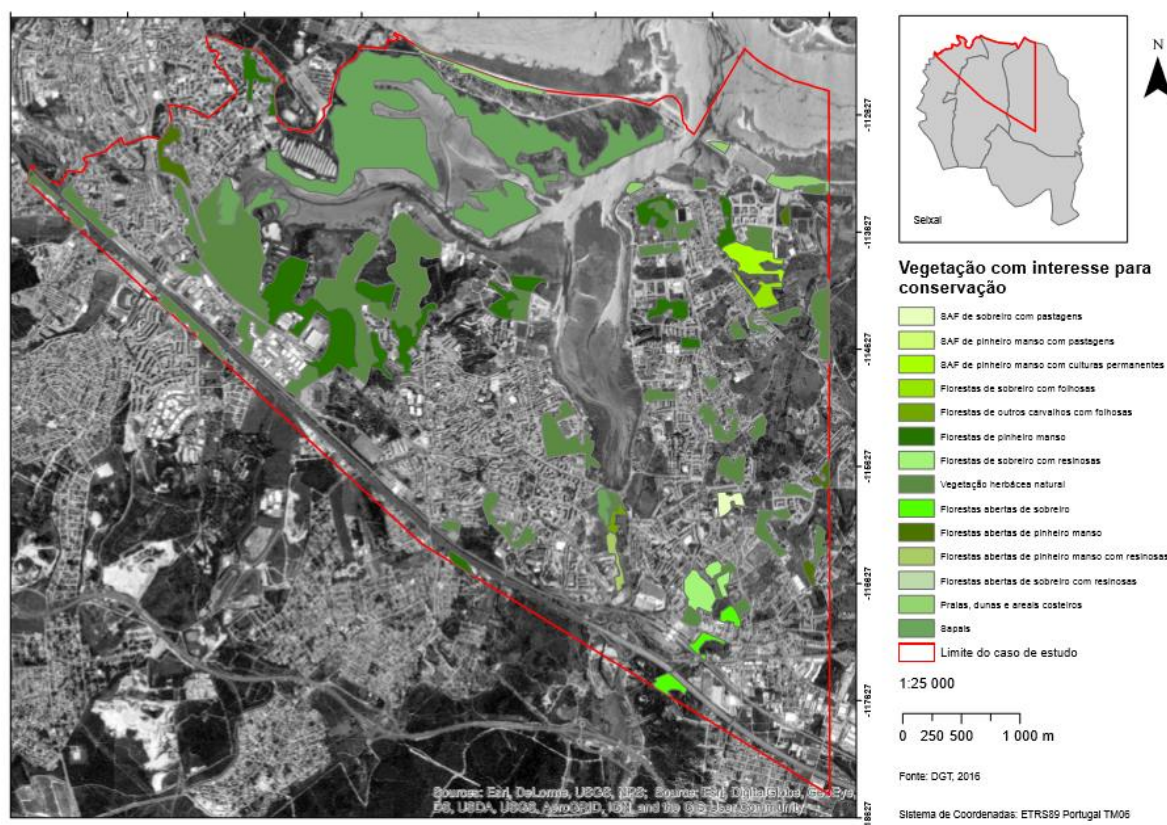 N
Seixal
Vegetação com interesse para
conservação
SAF de sobreiro com pastagens
SAF de pinheiro manso com pastagens
SAF de pinheiro manso com culturas permanentes
Florestas de sobreiro com folhosas
Florestas de outros carvalhos com folhosas
Florestas de pinheiro manso
Florestas de sobreiro com resinosas
Vegetação herbácea natural
Florestas abertas de sobreiro
Florestas abertas de pinheiro manso
Florestas abertas de pinheiro manso com resinosas
Florestas abertas de sobreiro com resinosas
Praias, dunas e areais costeiros
Sapais
Limite do caso de estudo
1:25 000
0 250 500 1 000 m
Fonte: DGT, 2016
Sistema de Coordenadas: ETRS89 Portugal TM06
-112627
-113627
-114627
-115627
-116627
-117627
18627
Sources: Esri, DeLorme, USGS, NPS; Source: Esri, DigitalGlobe, GeoEye,
USDA, USGS, AeroGRID, IGN, and the GIS User Community